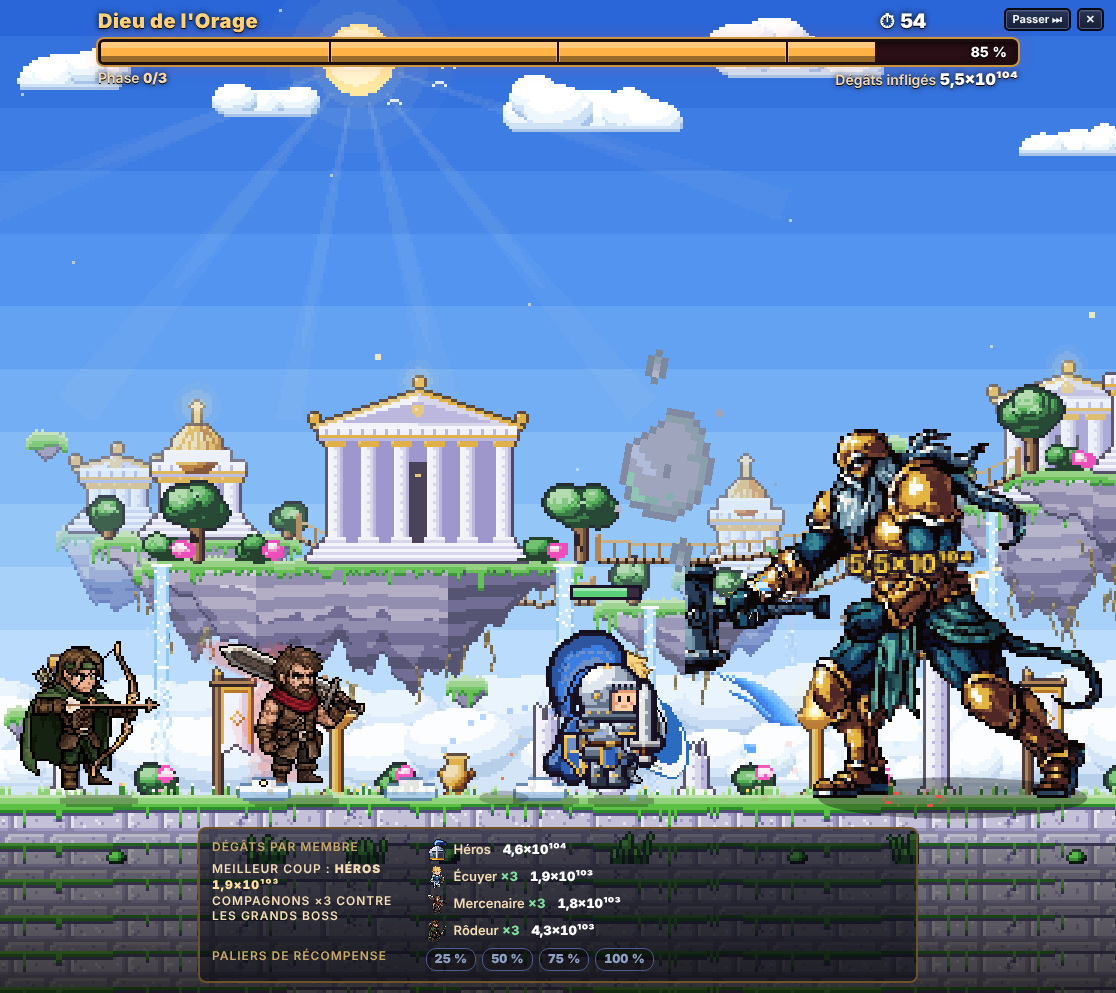 Dieu de l'Orage
⏱ 54
Passer ⏭
✕
85 %
Phase 0/3
Dégâts infligés 5,5×10¹⁰⁴
5,5×10¹⁰⁴
DÉGÂTS PAR MEMBRE
MEILLEUR COUP : HÉROS
1,9×10¹⁰³
COMPAGNONS ×3 CONTRE
LES GRANDS BOSS
Héros 4,6×10¹⁰⁴
Écuyer ×3 1,9×10¹⁰³
Mercenaire ×3 1,8×10¹⁰³
Rôdeur ×3 4,3×10¹⁰³
PALIERS DE RÉCOMPENSE
25 % 50 % 75 % 100 %